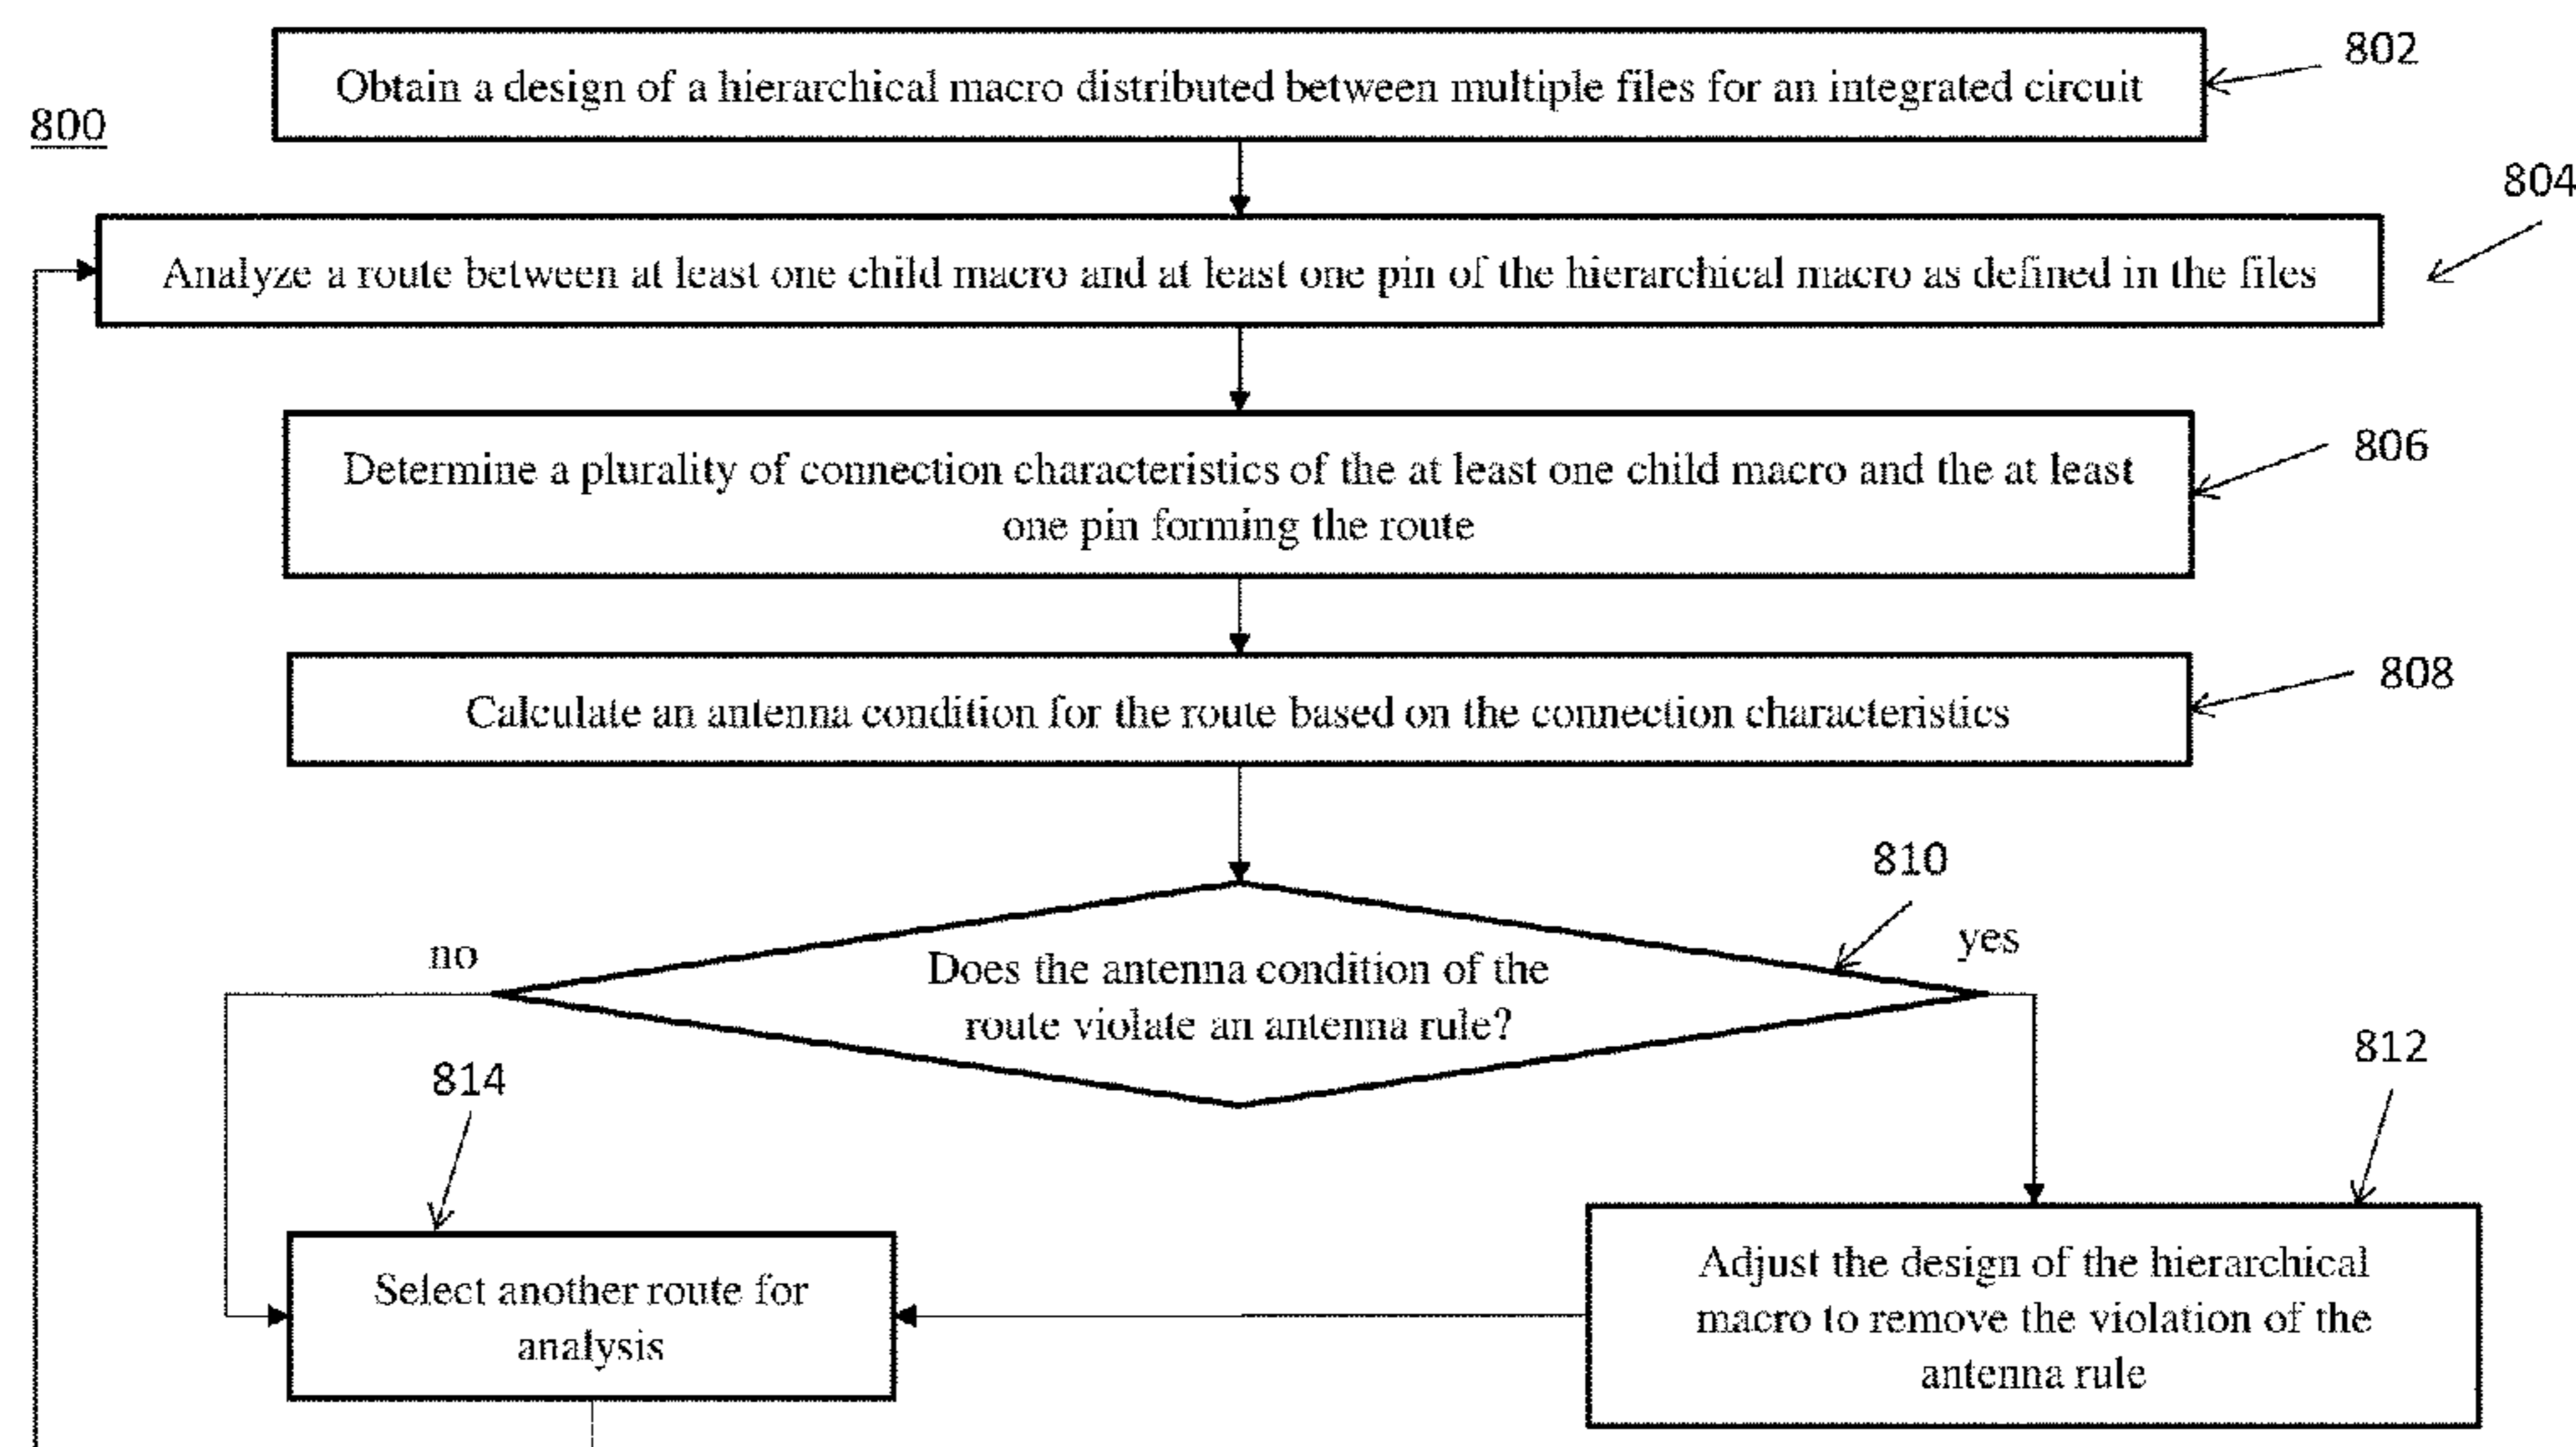 802
Obtain a design of a hierarchical macro distributed between multiple files for an integrated circuit
800
804
Analyze a route between at least one child macro and at least one pin of the hierarchical macro as defined in the files
806
Determine a plurality of connection characteristics of the at least one child macro and the at least
one pin forming the route
808
Calculate an antenna condition for the route based on the connection characteristics
810
no
yes
Does the antenna condition of the
route violate an antenna rule?
812
814
Adjust the design of the hierarchical
macro to remove the violation of the
antenna rule
Select another route for
analysis